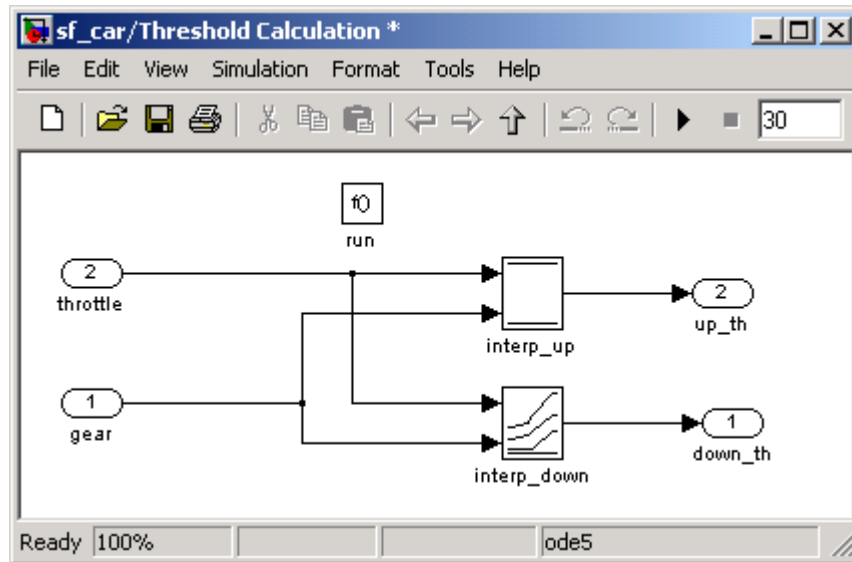 sf_car/Threshold Calculation *
File Edit View Simulation Format Tools Help
30
f()
run
2
throttle
interp_up
2
up_th
1
gear
interp_down
1
down_th
Ready 100% ode5